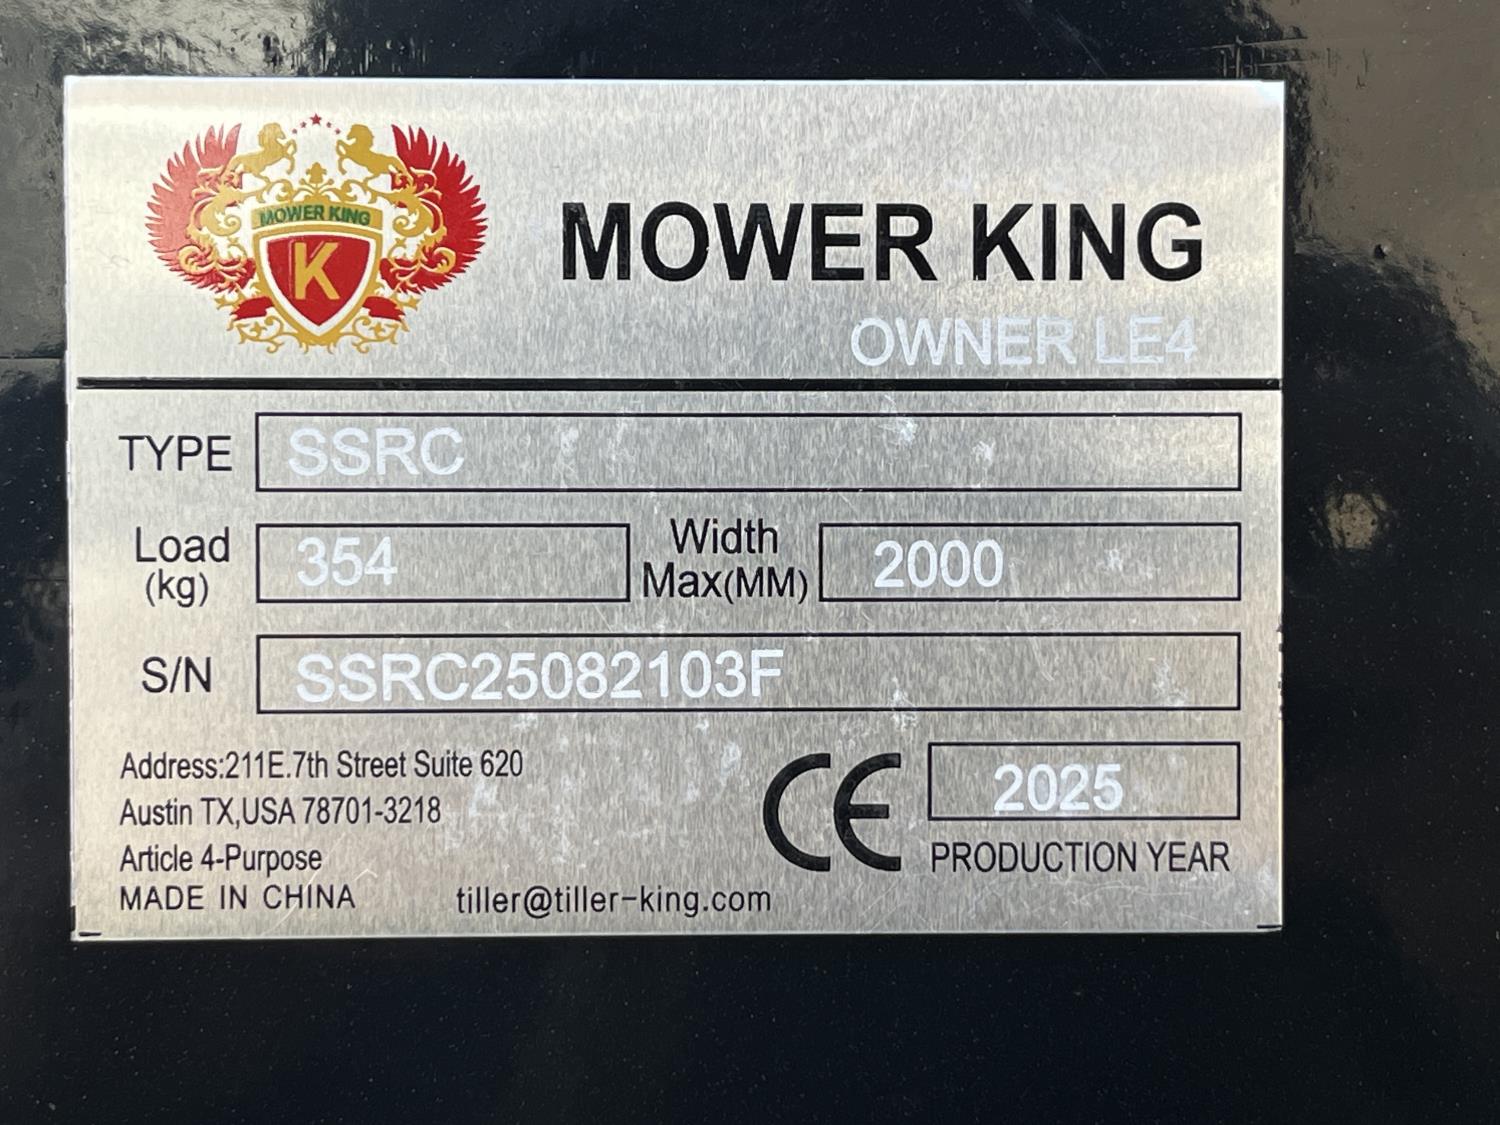 MOWER KING
K
MOWER KING
OWNER LE4
TYPE SSRC
Load (kg) 354 Width Max(MM) 2000
S/N SSRC25082103F
Address:211E.7th Street Suite 620
Austin TX,USA 78701-3218
Article 4-Purpose
MADE IN CHINA
tiller@tiller-king.com
CE
2025
PRODUCTION YEAR